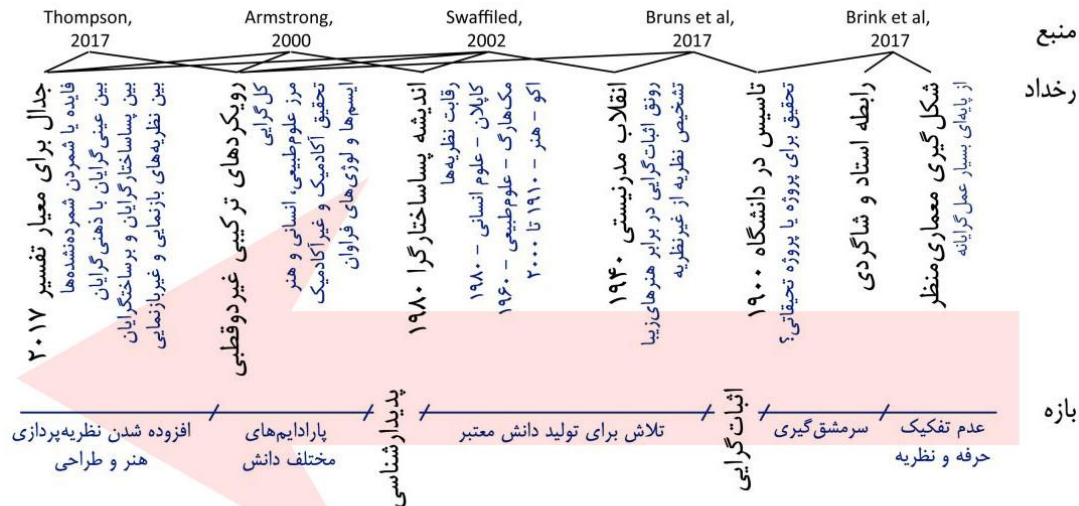 منبع
Brink et al,
2017
Bruns et al,
2017
Swaffiled,
2002
Armstrong,
2000
Thompson,
2017
رخداد
شکل‌گیری معماری‌منظر
از پایه‌ای بسیار عمل‌گرایانه
رابطه استاد و شاگردی
تاسیس در دانشگاه ۱۹۰۰
تحقیق برای پروژه یا پروژه تحقیقاتی؟
انقلاب مدرنیستی ۱۹۴۰
رونق اثبات‌گرایی در برابر هنرهای‌زیبا
تشخیص نظریه از غیرنظریه
اندیشه پساساختارگرا ۱۹۸۰
رقابت نظریه‌ها
کاپلان - علوم انسانی - ۱۹۸۰
مک‌هارگ - علوم‌طبیعی - ۱۹۶۰
اکو - هنر - ۱۹۱۰ تا ۲۰۰۰
رویکردهای ترکیبی غیردوقطبی
کل‌گرایی
مرز علوم‌طبیعی، انسانی و هنر
تحقیق آکادمیک و غیرآکادمیک
ایسم‌ها و لوژی‌های فراوان
جدال برای معیار تفسیر ۲۰۱۷
فایده یا شمردن شمرده‌نشده‌ها
بین عینی‌گرایان با ذهنی‌گرایان
بین پساساختارگرایان و برساختگرایان
بین نظریه‌های بازنمایی و غیربازنمایی
بازه
عدم تفکیک
حرفه و نظریه
سرمشق‌گیری
اثبات‌گرایی
تلاش برای تولید دانش معتبر
پدیدارشناسی
پارادایم‌های
مختلف دانش
افزوده شدن نظریه‌پردازی
هنر و طراحی